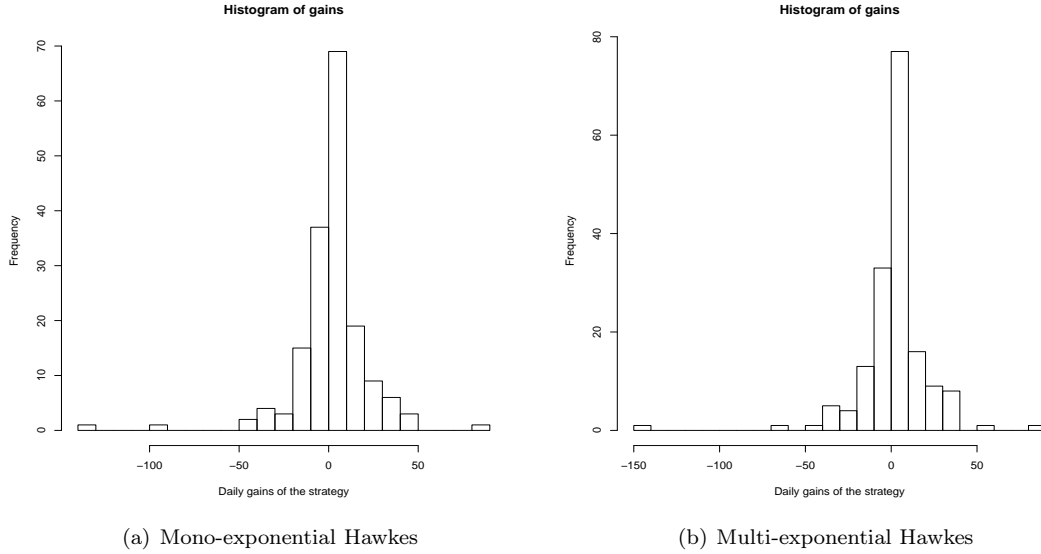 Histogram of gains
Frequency
0
10
20
30
40
50
60
70
−100
−50
0
50
Daily gains of the strategy
(a) Mono-exponential Hawkes
Histogram of gains
Frequency
0
20
40
60
80
−150
−100
−50
0
50
Daily gains of the strategy
(b) Multi-exponential Hawkes